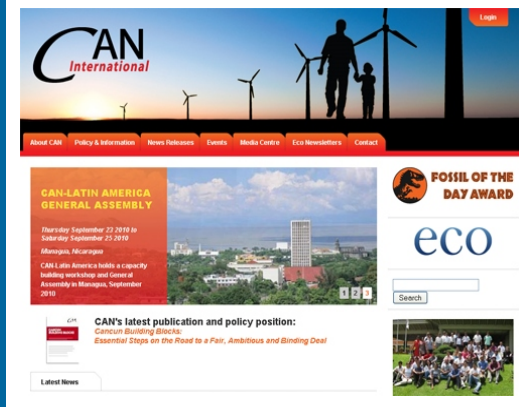 CAN
International
Login
About CAN
Policy & Information
News Releases
Events
Media Centre
Eco Newsletters
Contact
CAN-LATIN AMERICA
GENERAL ASSEMBLY
Thursday September 23 2010 to
Saturday September 25 2010
Managua, Nicaragua
CAN-Latin America holds a capacity
building workshop and General
Assembly in Managua, September
2010
1 2 3
FOSSIL OF THE
DAY AWARD
eco
Search
CAN's latest publication and policy position:
Cancun Building Blocks:
Essential Steps on the Road to a Fair, Ambitious and Binding Deal
Latest News